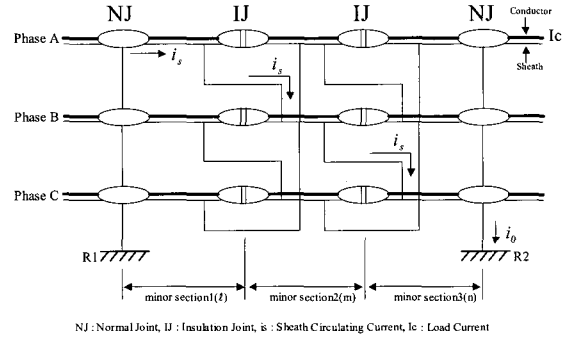 NJ IJ IJ NJ
Conductor
Phase A Ic
Sheath
is
is
Phase B
is
Phase C
i0
R1 R2
minor section1(ℓ) minor section2(m) minor section3(n)
NJ : Normal Joint, IJ : Insulation Joint, is : Sheath Circulating Current, Ic : Load Current